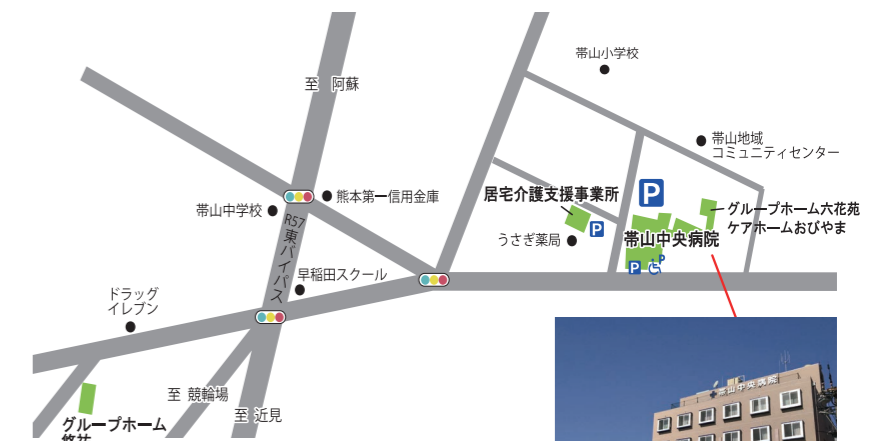 帯山小学校
至 阿蘇
帯山地域
コミュニティセンター
居宅介護支援事業所
P
熊本第一信用金庫
帯山中学校
グループホーム六花苑
ケアホームおびやま
R57
東バイパス
P
うさぎ薬局
帯山中央病院
P
P
早稲田スクール
ドラッグ
イレブン
至 競輪場
至 近見
グループホーム
帯山中央病院